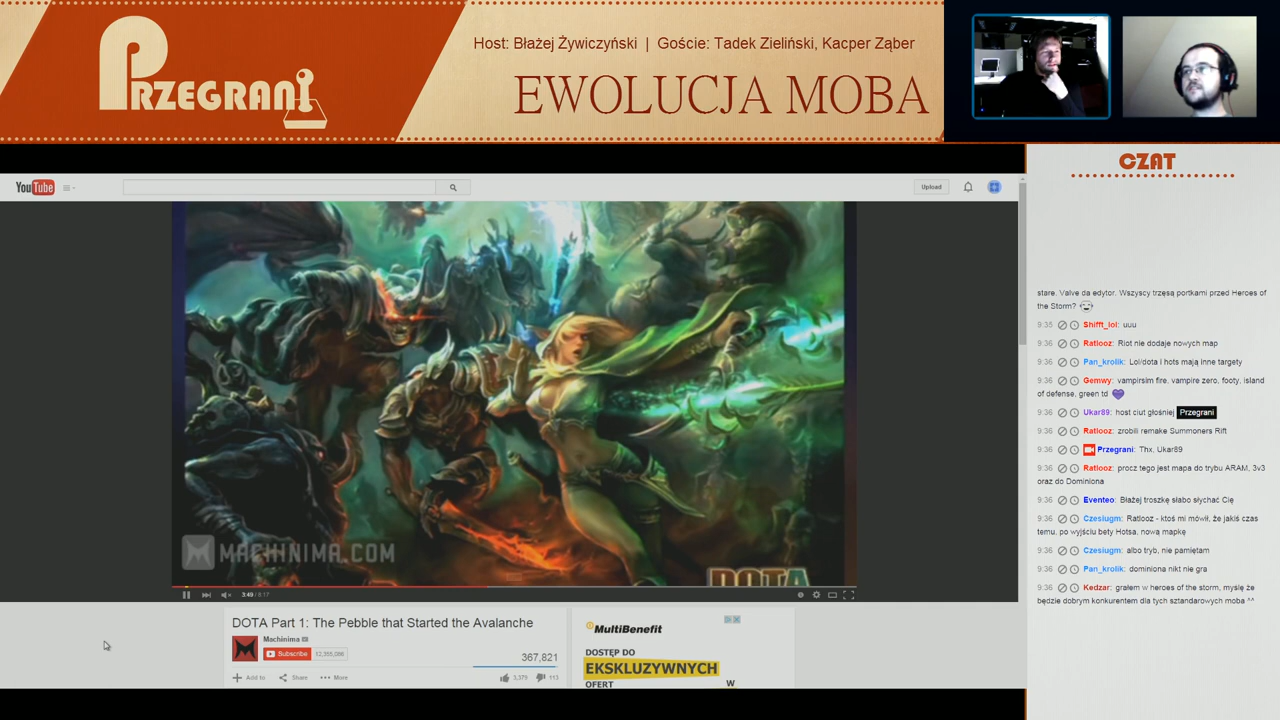 PRZEGRANI
Host: Błażej Żywiczyński | Goście: Tadek Zieliński, Kacper Ząber
EWOLUCJA MOBA
CZAT
YouTube
Upload
stare. Valve da edytor. Wszyscy trzęsą portkami przed Heroes of
the Storm?
9:35 Shifft_lol: uuu
9:36 Ratlooz: Riot nie dodaje nowych map
9:36 Pan_krolik: Lol/dota i hots mają inne targety
9:36 Gemwy: vampirsim fire, vampire zero, footy, island
of defense, green td
9:36 Ukar89: host ciut głośniej Przegrani
9:36 Ratlooz: zrobili remake Summoners Rift
9:36 Przegrani: Thx, Ukar89
9:36 Ratlooz: procz tego jest mapa do trybu ARAM, 3v3
oraz do Dominiona
9:36 Eventeo: Błażej troszkę słabo słychać Cię
9:36 Czesiugm: Ratlooz - ktoś mi mówił, że jakiś czas
temu, po wyjściu bety Hotsa, nową mapkę
9:36 Czesiugm: albo tryb, nie pamiętam
9:36 Pan_krolik: dominiona nikt nie gra
9:36 Kedzar: grałem w heroes of the storm, myślę że
będzie dobrym konkurentem dla tych sztandarowych moba ^^
MACHINIMA.COM
DOTA
3:49 / 8:17
DOTA Part 1: The Pebble that Started the Avalanche
Machinima
Subscribe
367,821
Add to
Share
More
3,379
113
MultiBenefit
DOSTĘP DO
EKSKLUZYWNYCH
OFERT
W